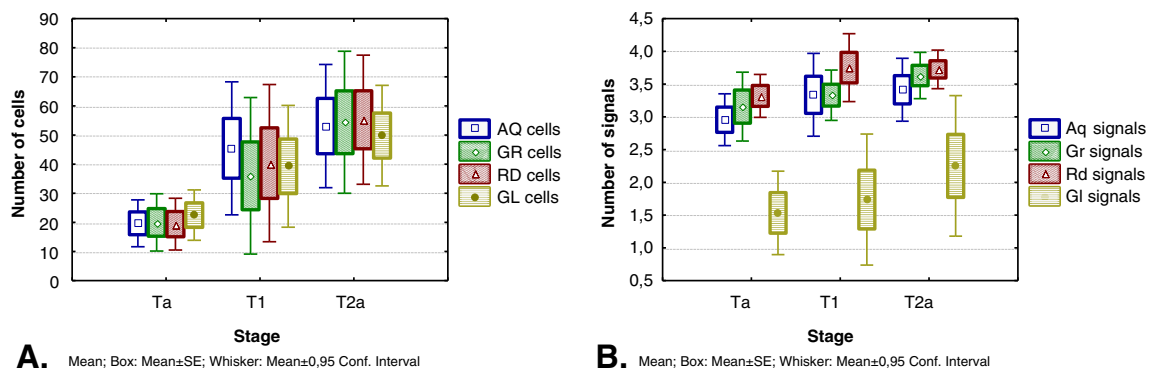 90
80
70
60
50
40
30
20
10
0
Number of cells
Ta
T1
T2a
Stage
AQ cells
GR cells
RD cells
GL cells
A.
Mean; Box: Mean±SE; Whisker: Mean±0,95 Conf. Interval
4,5
4,0
3,5
3,0
2,5
2,0
1,5
1,0
0,5
Number of signals
Ta
T1
T2a
Stage
Aq signals
Gr signals
Rd signals
Gl signals
B.
Mean; Box: Mean±SE; Whisker: Mean±0,95 Conf. Interval